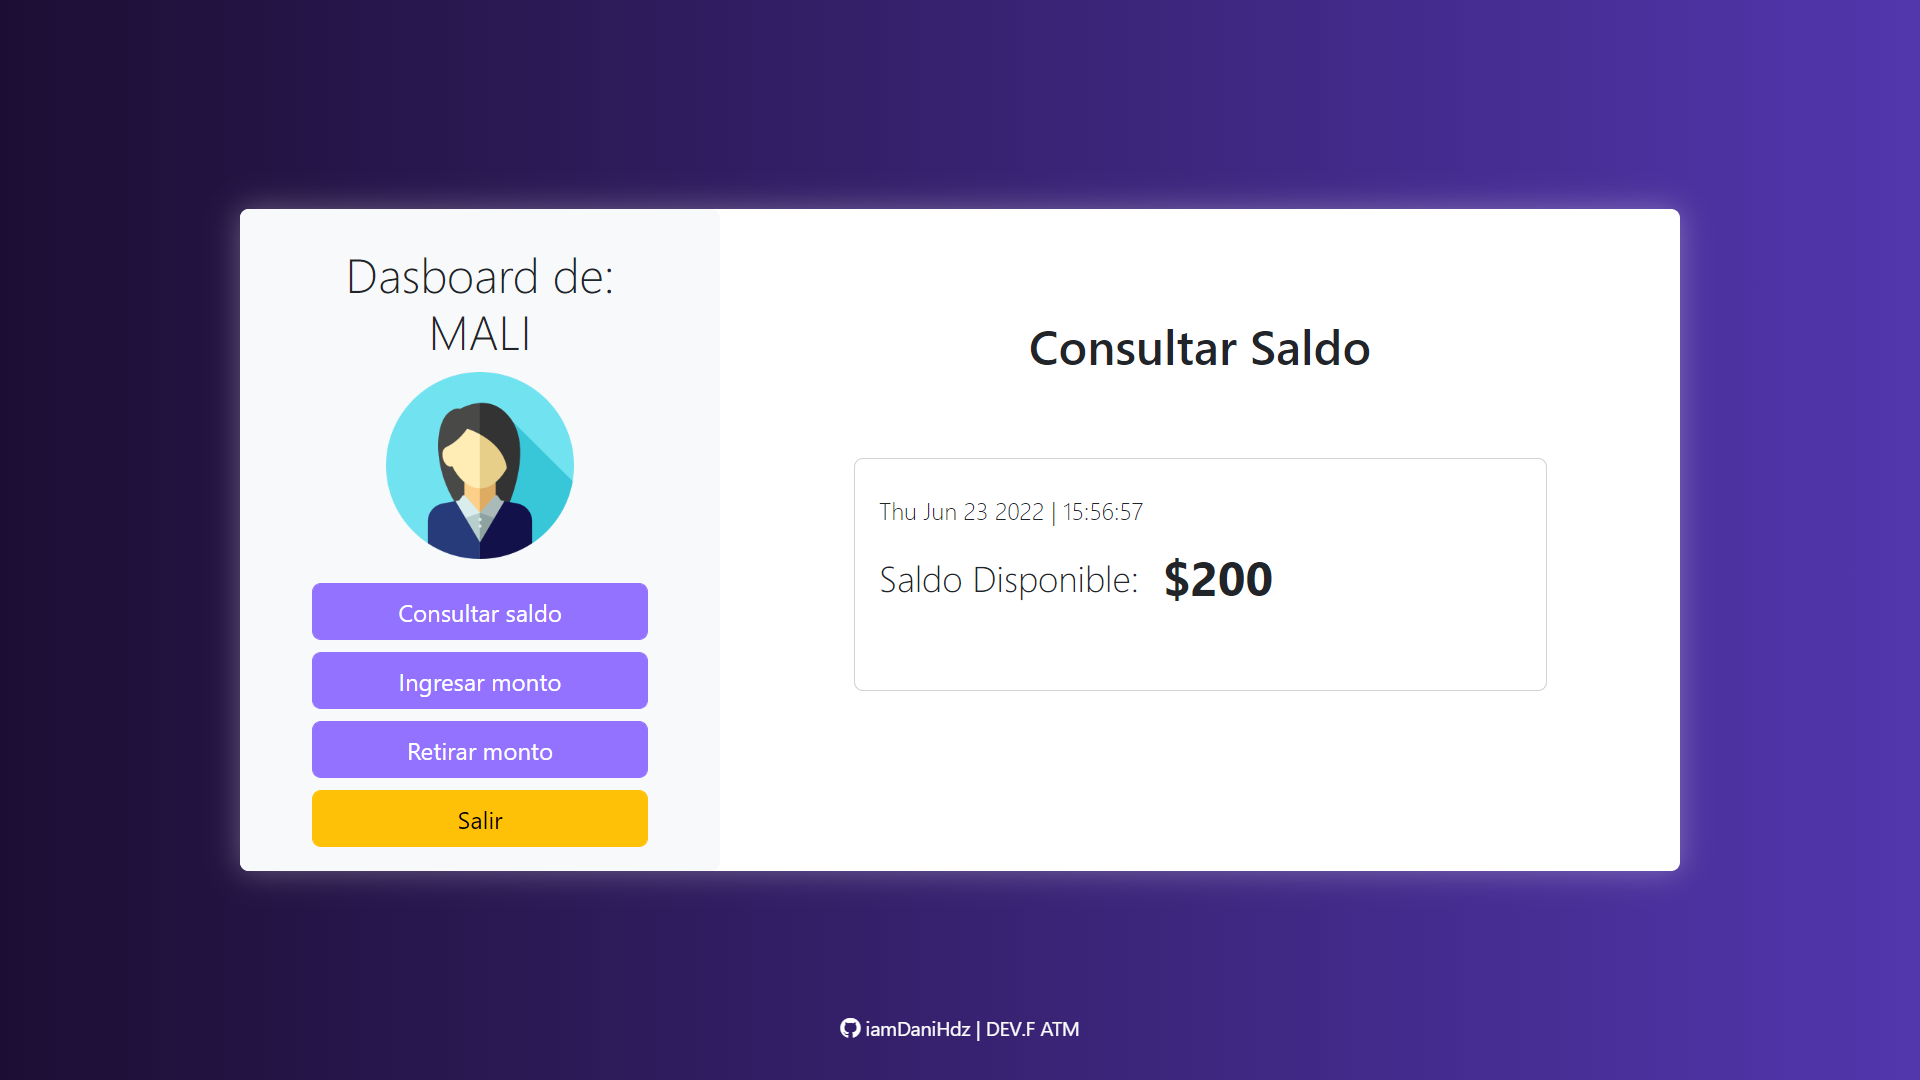 Dasboard de:
MALI
Consultar saldo
Ingresar monto
Retirar monto
Salir
Consultar Saldo
Thu Jun 23 2022 | 15:56:57
Saldo Disponible: $200
iamDaniHdz | DEV.F ATM